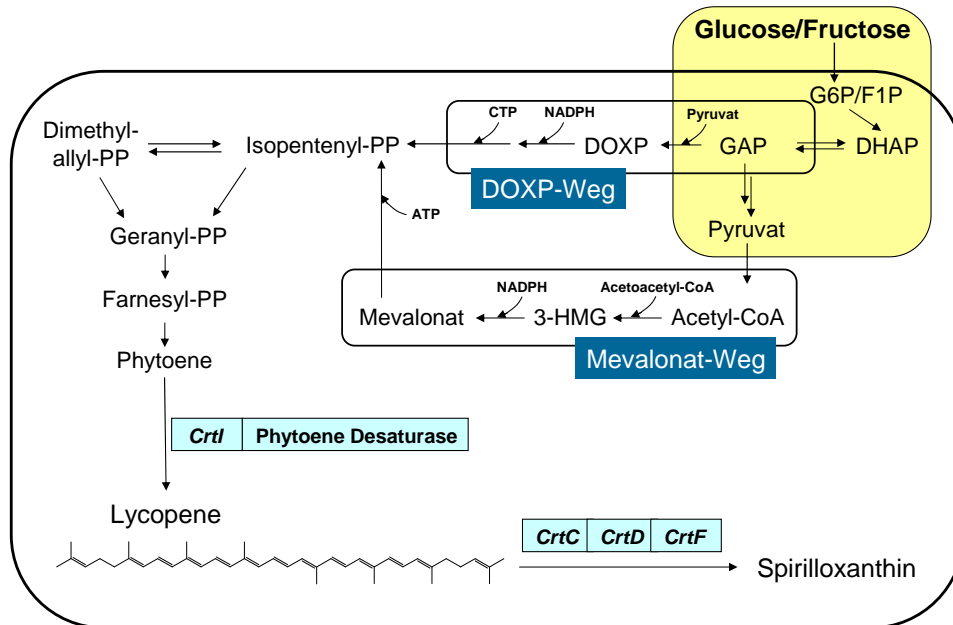 Glucose/Fructose
G6P/F1P
Dimethyl-
allyl-PP
Isopentenyl-PP
CTP
NADPH
DOXP
Pyruvat
GAP
DHAP
DOXP-Weg
ATP
Geranyl-PP
Pyruvat
Farnesyl-PP
Mevalonat
NADPH
3-HMG
Acetoacetyl-CoA
Acetyl-CoA
Mevalonat-Weg
Phytoene
CrtI Phytoene Desaturase
Lycopene
CrtC CrtD CrtF
Spirilloxanthin